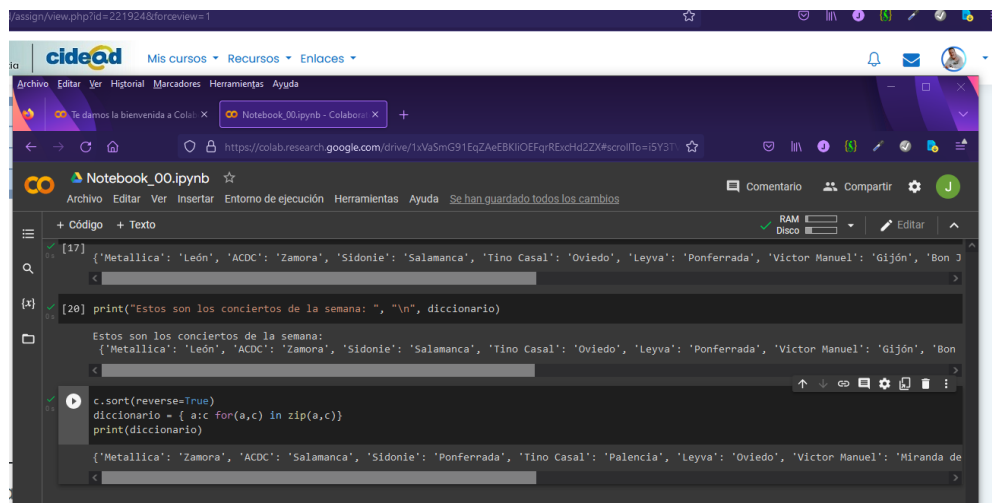 /assign/view.php?id=221924&forceview=1
cidead Mis cursos Recursos Enlaces
Archivo Editar Ver Historial Marcadores Herramientas Ayuda
Te damos la bienvenida a Colab Notebook_00.ipynb - Colaborat
https://colab.research.google.com/drive/1xVaSmG91EqZAeEBKIiOEFqrRExcHd2ZX#scrollTo=i5Y3T
Notebook_00.ipynb
Comentario Compartir J
Archivo Editar Ver Insertar Entorno de ejecución Herramientas Ayuda Se han guardado todos los cambios
+ Código + Texto RAM Disco Editar
[17] {'Metallica': 'León', 'ACDC': 'Zamora', 'Sidonie': 'Salamanca', 'Tino Casal': 'Oviedo', 'Leyva': 'Ponferrada', 'Victor Manuel': 'Gijón', 'Bon J
0 s
{x}
[20] print("Estos son los conciertos de la semana: ", "\n", diccionario)
0 s
Estos son los conciertos de la semana:
{'Metallica': 'León', 'ACDC': 'Zamora', 'Sidonie': 'Salamanca', 'Tino Casal': 'Oviedo', 'Leyva': 'Ponferrada', 'Victor Manuel': 'Gijón', 'Bon
c.sort(reverse=True)
0 s
diccionario = { a:c for(a,c) in zip(a,c)}
print(diccionario)
{'Metallica': 'Zamora', 'ACDC': 'Salamanca', 'Sidonie': 'Ponferrada', 'Tino Casal': 'Palencia', 'Leyva': 'Oviedo', 'Victor Manuel': 'Miranda de